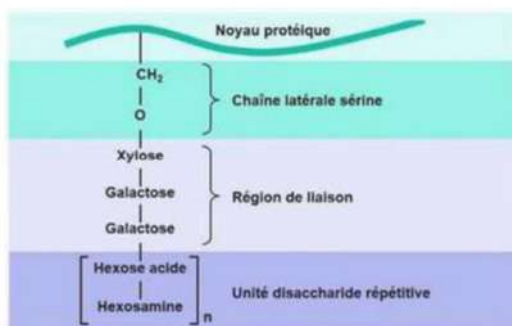 Noyau protéique
CH2
O
Chaîne latérale sérine
Xylose
Galactose
Galactose
Région de liaison
Hexose acide
Hexosamine
n
Unité disaccharide répétitive